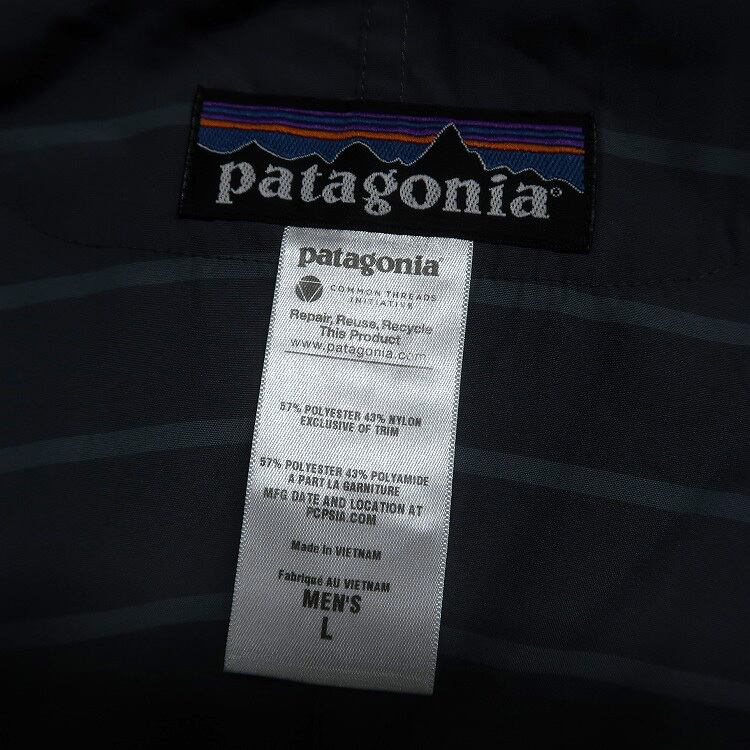 patagonia®
patagonia®
COMMON THREADS
INITIATIVE
Repair, Reuse, Recycle
This Product
www.patagonia.com
57% POLYESTER 43% NYLON
EXCLUSIVE OF TRIM
57% POLYESTER 43% POLYAMIDE
A PART LA GARNITURE
MFG DATE AND LOCATION AT
PCPSIA.COM
Made in VIETNAM
Fabriqué AU VIETNAM
MEN'S
L